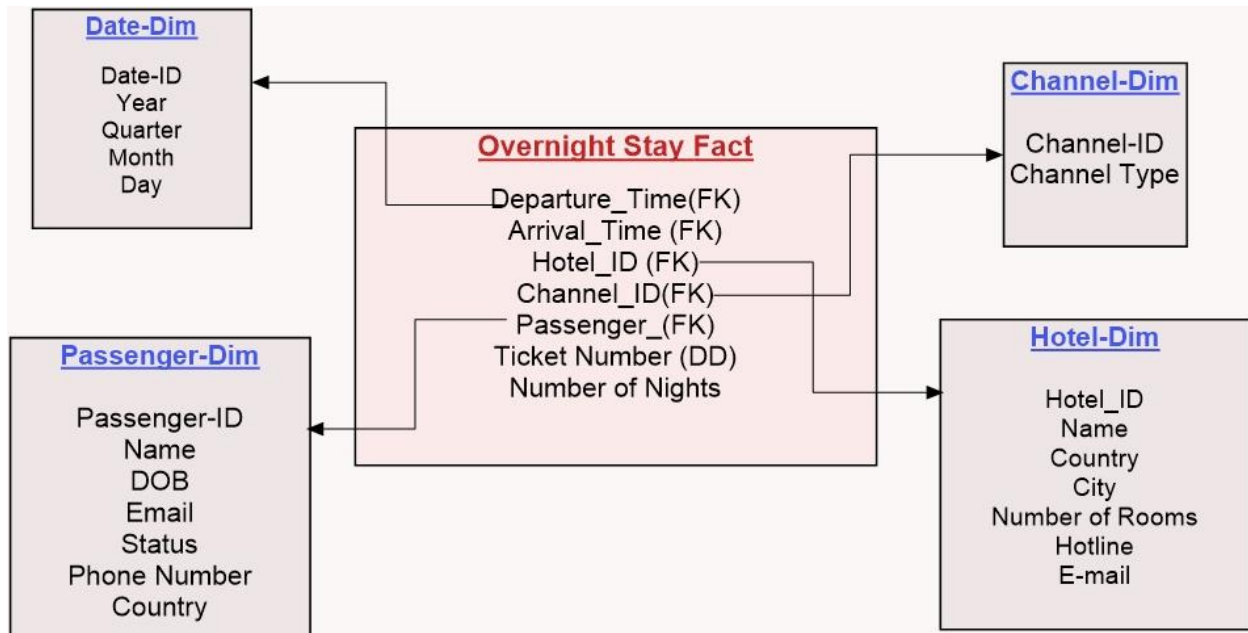 Date-Dim
Date-ID
Year
Quarter
Month
Day
Channel-Dim
Channel-ID
Channel Type
Overnight Stay Fact
Departure_Time(FK)
Arrival_Time (FK)
Hotel_ID (FK)
Channel_ID(FK)
Passenger_(FK)
Ticket Number (DD)
Number of Nights
Passenger-Dim
Passenger-ID
Name
DOB
Email
Status
Phone Number
Country
Hotel-Dim
Hotel_ID
Name
Country
City
Number of Rooms
Hotline
E-mail